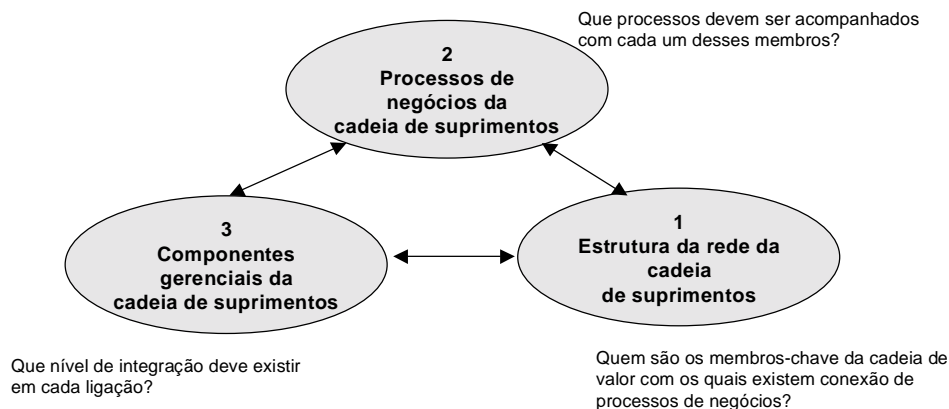 Que processos devem ser acompanhados
com cada um desses membros?
2
Processos de
negócios da
cadeia de suprimentos
3
Componentes
gerenciais da
cadeia de suprimentos
1
Estrutura da rede da
cadeia
de suprimentos
Que nível de integração deve existir
em cada ligação?
Quem são os membros-chave da cadeia de
valor com os quais existem conexão de
processos de negócios?